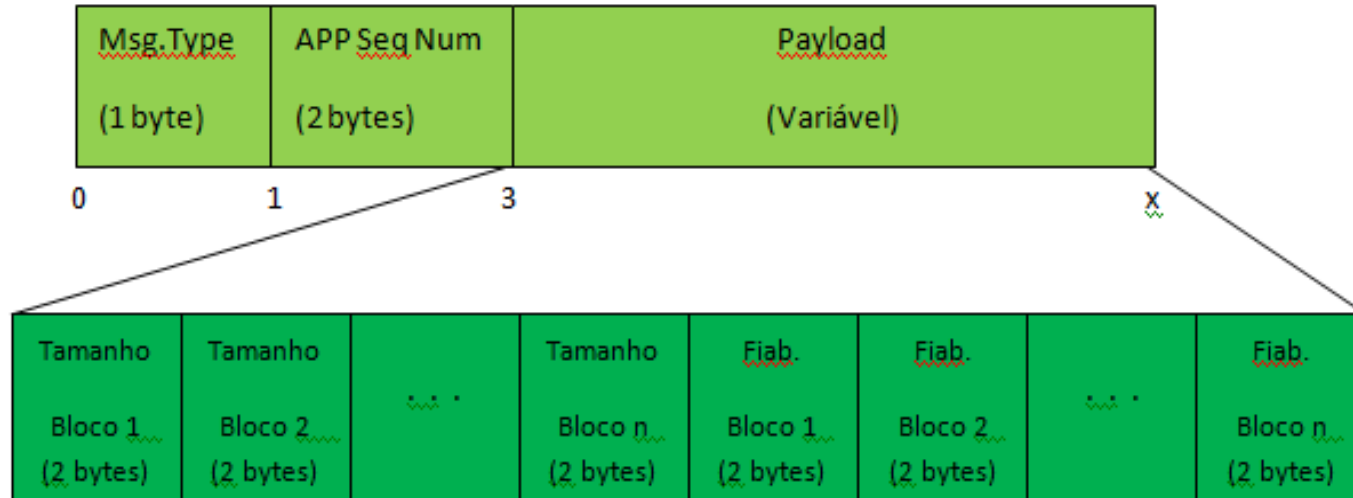 Msg.Type
(1 byte)
APP Seq Num
(2 bytes)
Payload
(Variável)
0
1
3
x
Tamanho
Bloco 1
(2 bytes)
Tamanho
Bloco 2
(2 bytes)
. . .
Tamanho
Bloco n
(2 bytes)
Fiab.
Bloco 1
(2 bytes)
Fiab.
Bloco 2
(2 bytes)
. . .
Fiab.
Bloco n
(2 bytes)